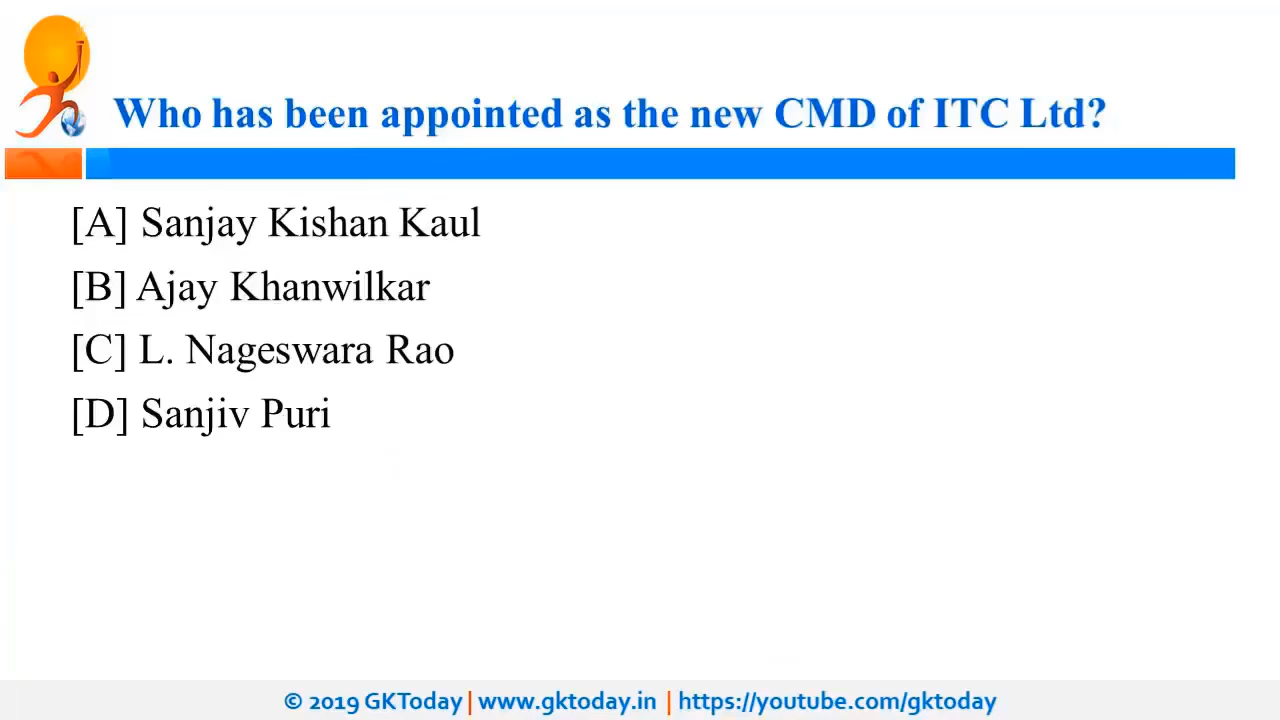 Who has been appointed as the new CMD of ITC Ltd?
[A] Sanjay Kishan Kaul
[B] Ajay Khanwilkar
[C] L. Nageswara Rao
[D] Sanjiv Puri
© 2019 GKToday | www.gktoday.in | https://youtube.com/gktoday